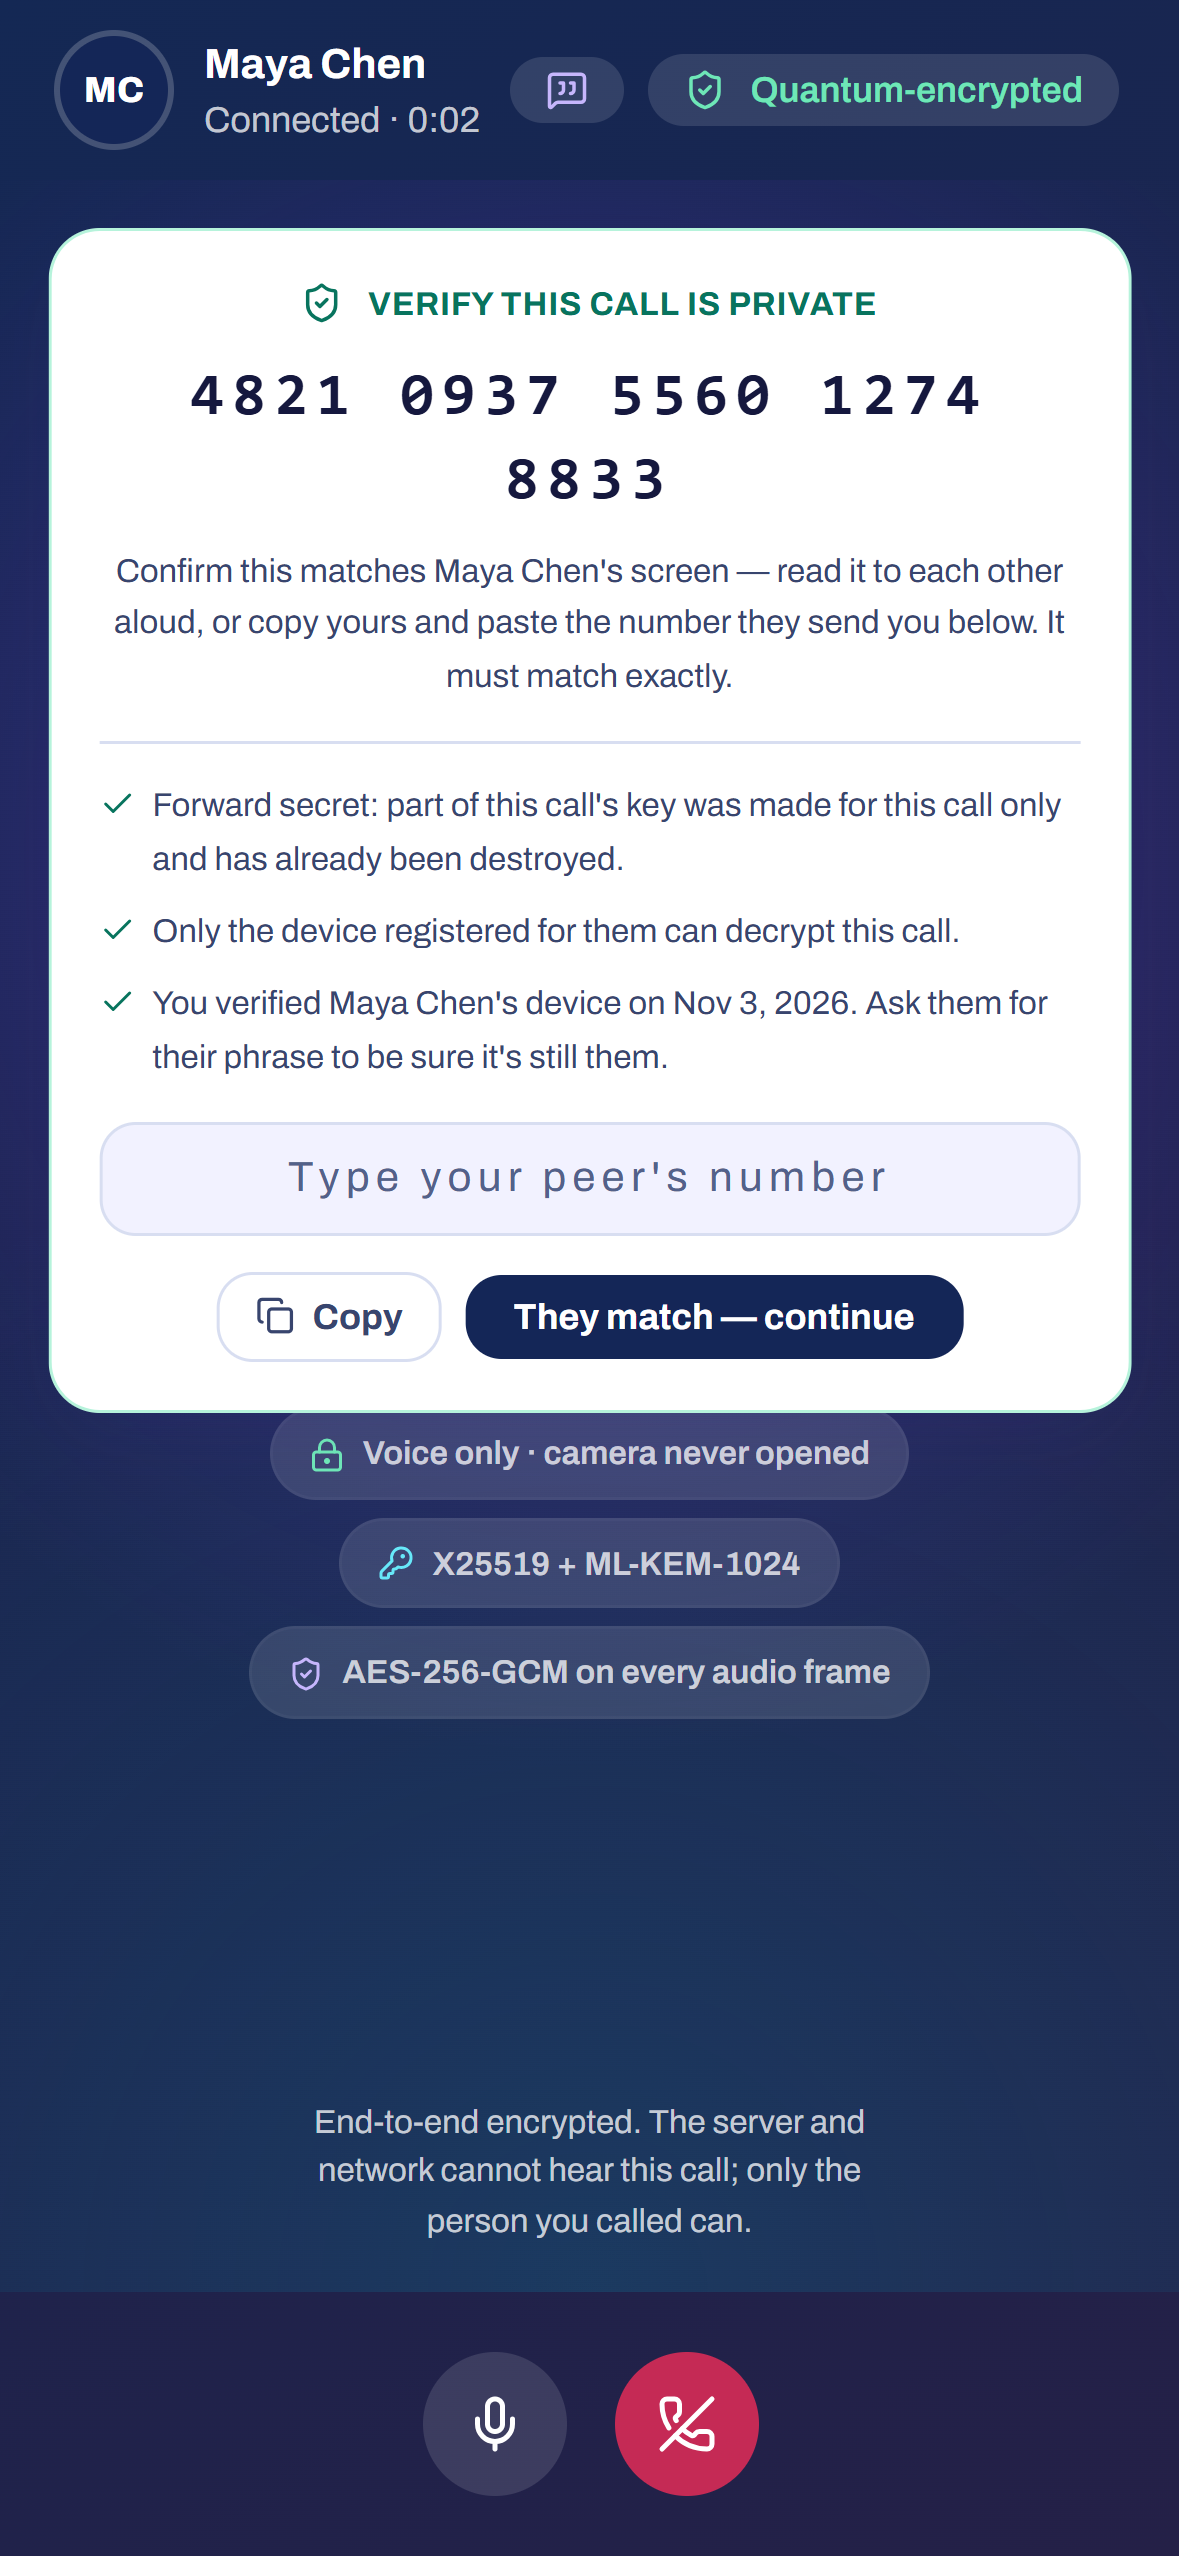 MC
Maya Chen
Connected · 0:02
Quantum-encrypted
VERIFY THIS CALL IS PRIVATE
4821 0937 5560 1274
8833
Confirm this matches Maya Chen's screen — read it to each other
aloud, or copy yours and paste the number they send you below. It
must match exactly.
Forward secret: part of this call's key was made for this call only
and has already been destroyed.
Only the device registered for them can decrypt this call.
You verified Maya Chen's device on Nov 3, 2026. Ask them for
their phrase to be sure it's still them.
Type your peer's number
Copy
They match — continue
Voice only · camera never opened
X25519 + ML-KEM-1024
AES-256-GCM on every audio frame
End-to-end encrypted. The server and
network cannot hear this call; only the
person you called can.